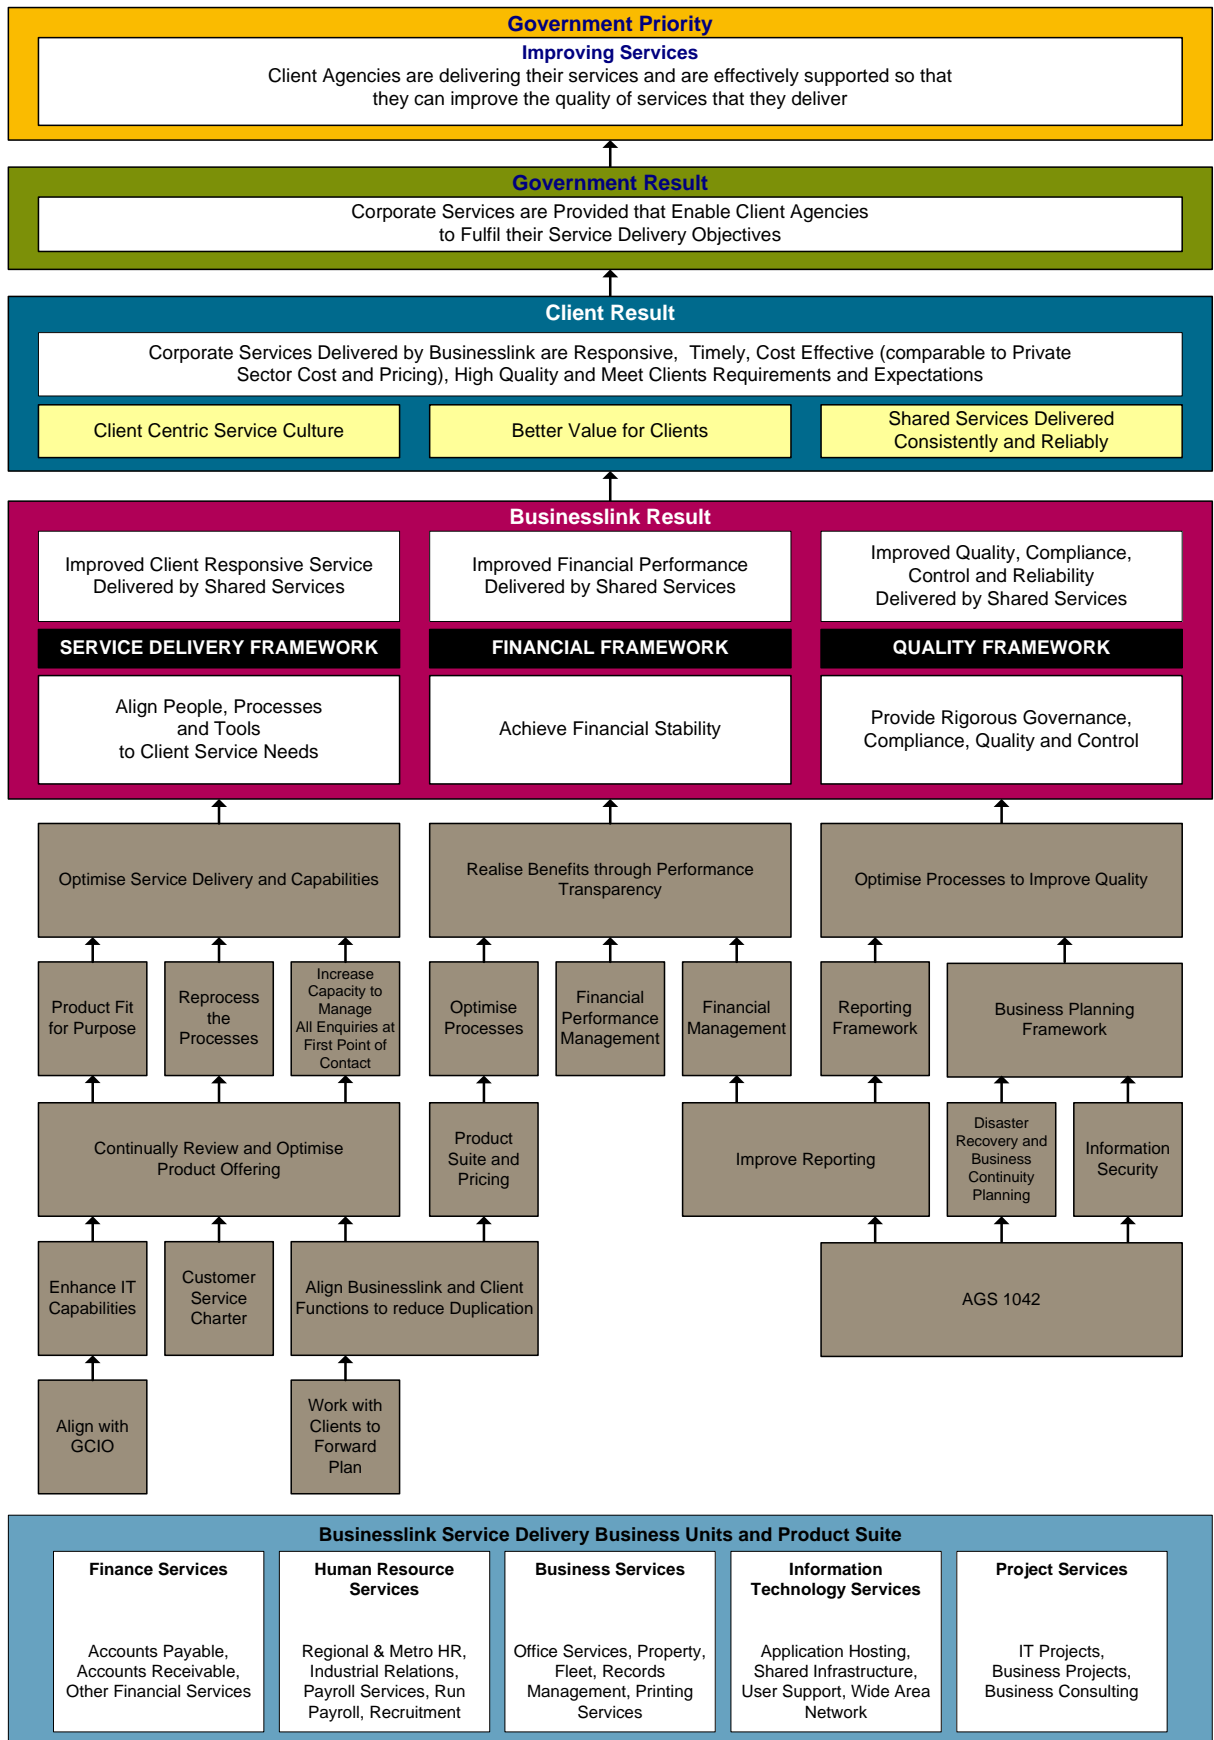 Government Priority
Improving Services
Client Agencies are delivering their services and are effectively supported so that
they can improve the quality of services that they deliver
Government Result
Corporate Services are Provided that Enable Client Agencies
to Fulfil their Service Delivery Objectives
Client Result
Corporate Services Delivered by Businesslink are Responsive, Timely, Cost Effective (comparable to Private
Sector Cost and Pricing), High Quality and Meet Clients Requirements and Expectations
Client Centric Service Culture
Better Value for Clients
Shared Services Delivered
Consistently and Reliably
Businesslink Result
Improved Client Responsive Service
Delivered by Shared Services
Improved Financial Performance
Delivered by Shared Services
Improved Quality, Compliance,
Control and Reliability
Delivered by Shared Services
SERVICE DELIVERY FRAMEWORK
FINANCIAL FRAMEWORK
QUALITY FRAMEWORK
Align People, Processes
and Tools
to Client Service Needs
Achieve Financial Stability
Provide Rigorous Governance,
Compliance, Quality and Control
Optimise Service Delivery and Capabilities
Realise Benefits through Performance
Transparency
Optimise Processes to Improve Quality
Product Fit
for Purpose
Reprocess
the
Processes
Increase
Capacity to
Manage
All Enquiries at
First Point of
Contact
Optimise
Processes
Financial
Performance
Management
Financial
Management
Reporting
Framework
Business Planning
Framework
Continually Review and Optimise
Product Offering
Product
Suite and
Pricing
Improve Reporting
Disaster
Recovery and
Business
Continuity
Planning
Information
Security
Enhance IT
Capabilities
Customer
Service
Charter
Align Businesslink and Client
Functions to reduce Duplication
AGS 1042
Align with
GCIO
Work with
Clients to
Forward
Plan
Businesslink Service Delivery Business Units and Product Suite
Finance Services
Accounts Payable,
Accounts Receivable,
Other Financial Services
Human Resource
Services
Regional & Metro HR,
Industrial Relations,
Payroll Services, Run
Payroll, Recruitment
Business Services
Office Services, Property,
Fleet, Records
Management, Printing
Services
Information
Technology Services
Application Hosting,
Shared Infrastructure,
User Support, Wide Area
Network
Project Services
IT Projects,
Business Projects,
Business Consulting